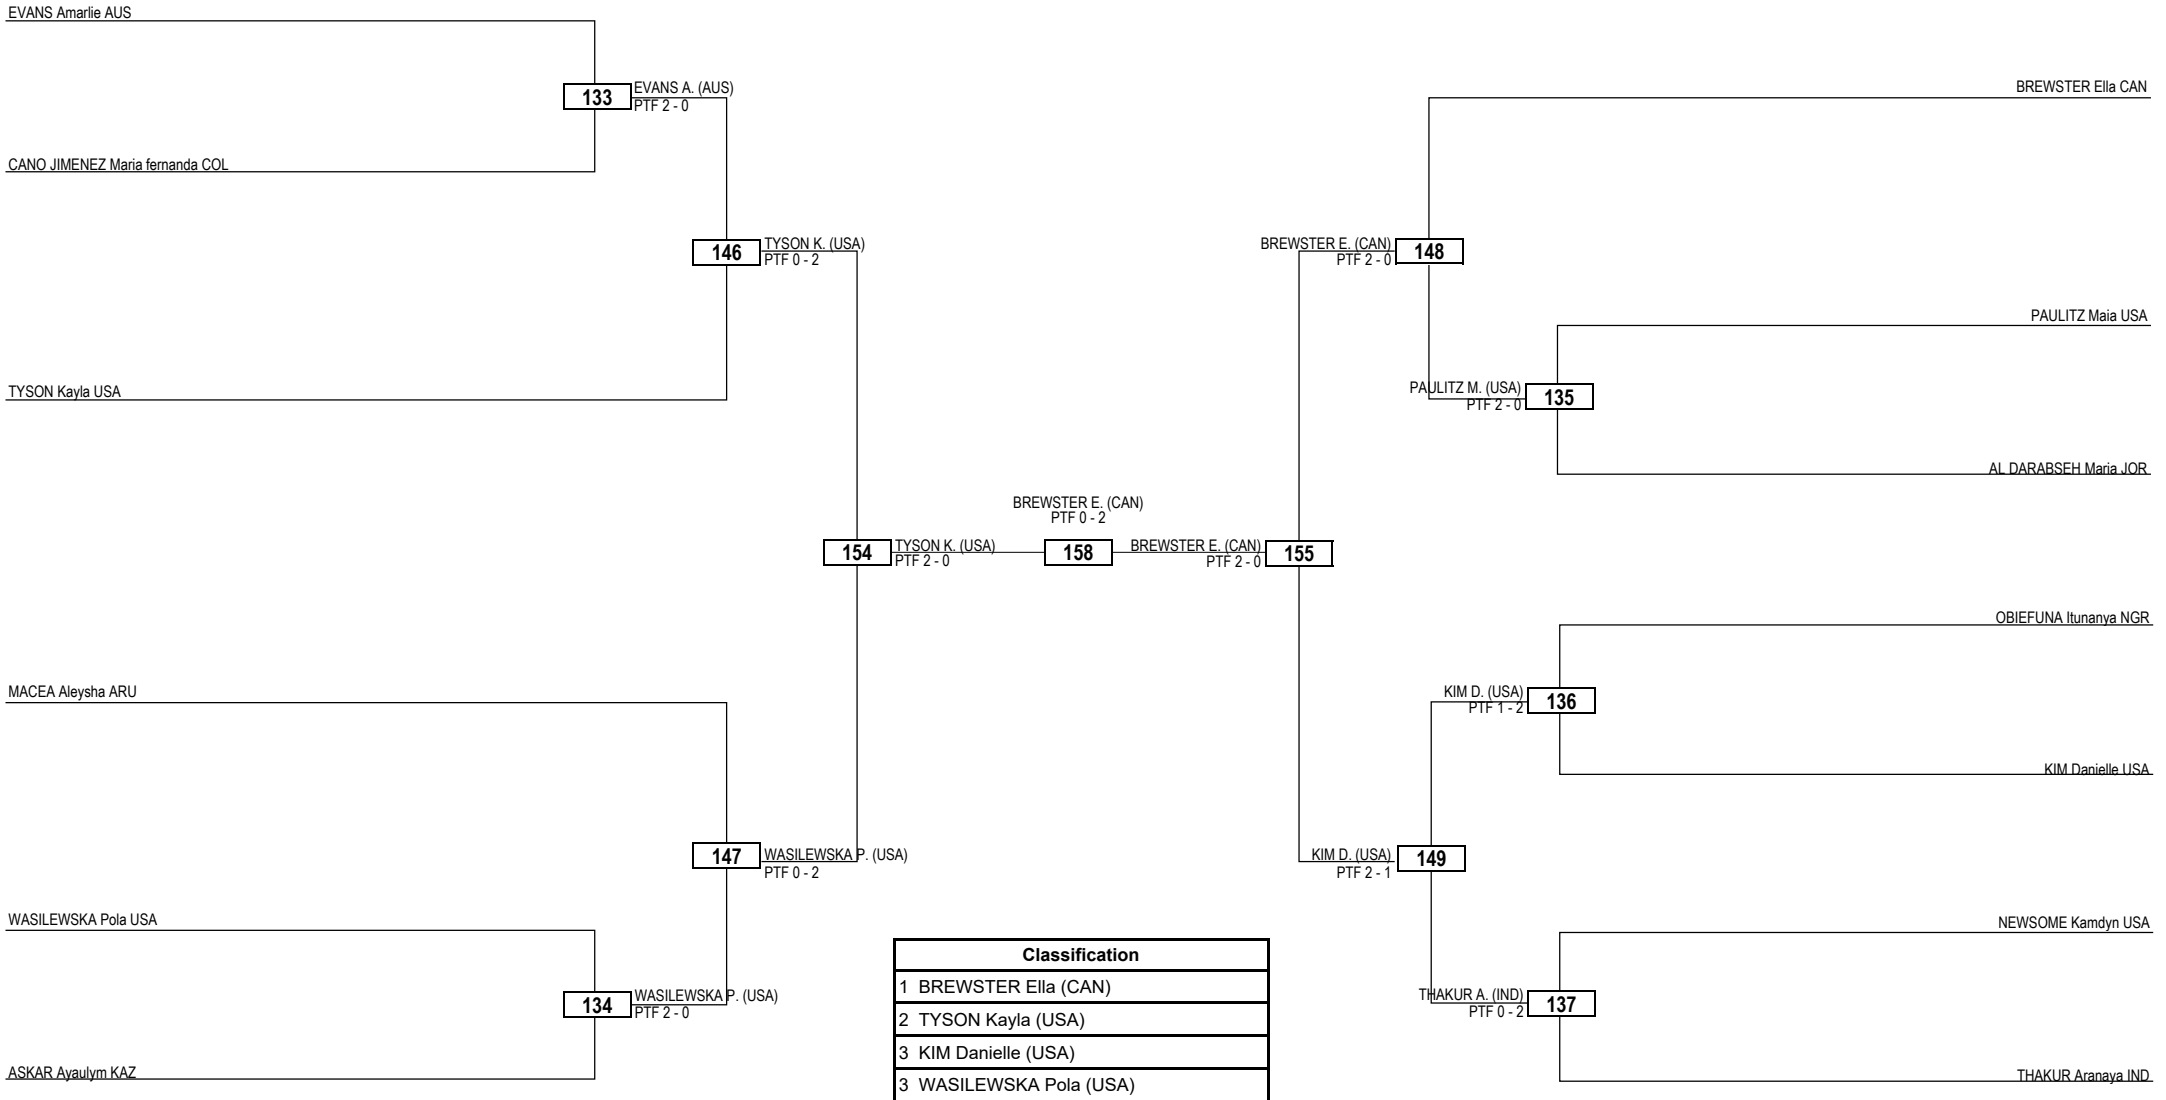 EVANS Amarlie AUS
133
EVANS A. (AUS)
PTF 2 - 0
CANO JIMENEZ Maria fernanda COL
146
TYSON K. (USA)
PTF 0 - 2
TYSON Kayla USA
154
TYSON K. (USA)
PTF 2 - 0
MACEA Aleysha ARU
147
WASILEWSKA P. (USA)
PTF 0 - 2
WASILEWSKA Pola USA
134
WASILEWSKA P. (USA)
PTF 2 - 0
ASKAR Ayaulym KAZ
BREWSTER E. (CAN)
PTF 0 - 2
158
BREWSTER Ella CAN
BREWSTER E. (CAN)
PTF 2 - 0
148
PAULITZ Maia USA
PAULITZ M. (USA)
PTF 2 - 0
135
AL DARABSEH Maria JOR
BREWSTER E. (CAN)
PTF 2 - 0
155
OBIEFUNA Itunanya NGR
KIM D. (USA)
PTF 1 - 2
136
KIM Danielle USA
KIM D. (USA)
PTF 2 - 1
149
NEWSOME Kamdyn USA
THAKUR A. (IND)
PTF 0 - 2
137
THAKUR Aranaya IND
Classification
1 BREWSTER Ella (CAN)
2 TYSON Kayla (USA)
3 KIM Danielle (USA)
3 WASILEWSKA Pola (USA)